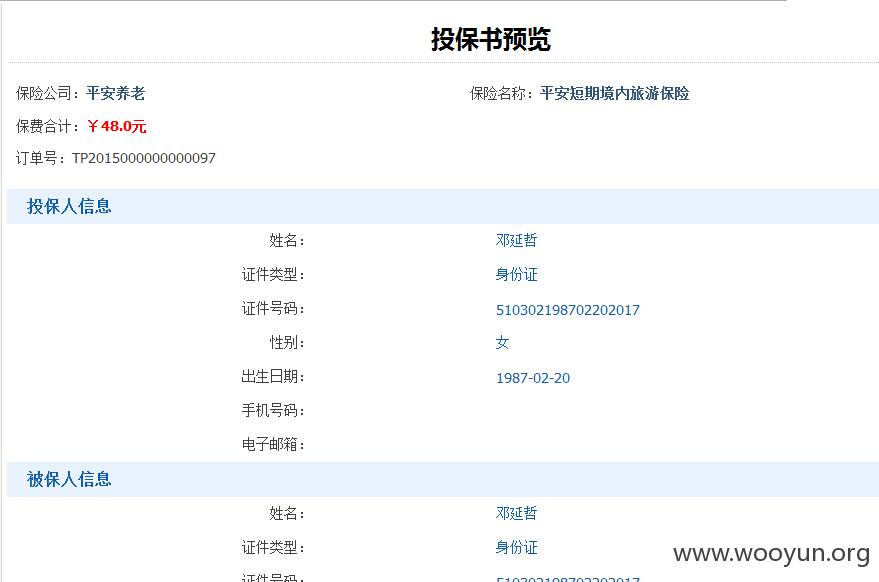 投保书预览
保险公司：平安养老 保险名称：平安短期境内旅游保险
保费合计：￥48.0元
订单号：TP2015000000000097
投保人信息
姓名： 邓延哲
证件类型： 身份证
证件号码： 510302198702202017
性别： 女
出生日期： 1987-02-20
手机号码：
电子邮箱：
被保人信息
姓名： 邓延哲
证件类型： 身份证
证件号码： 510302198702202017
www.wooyun.org